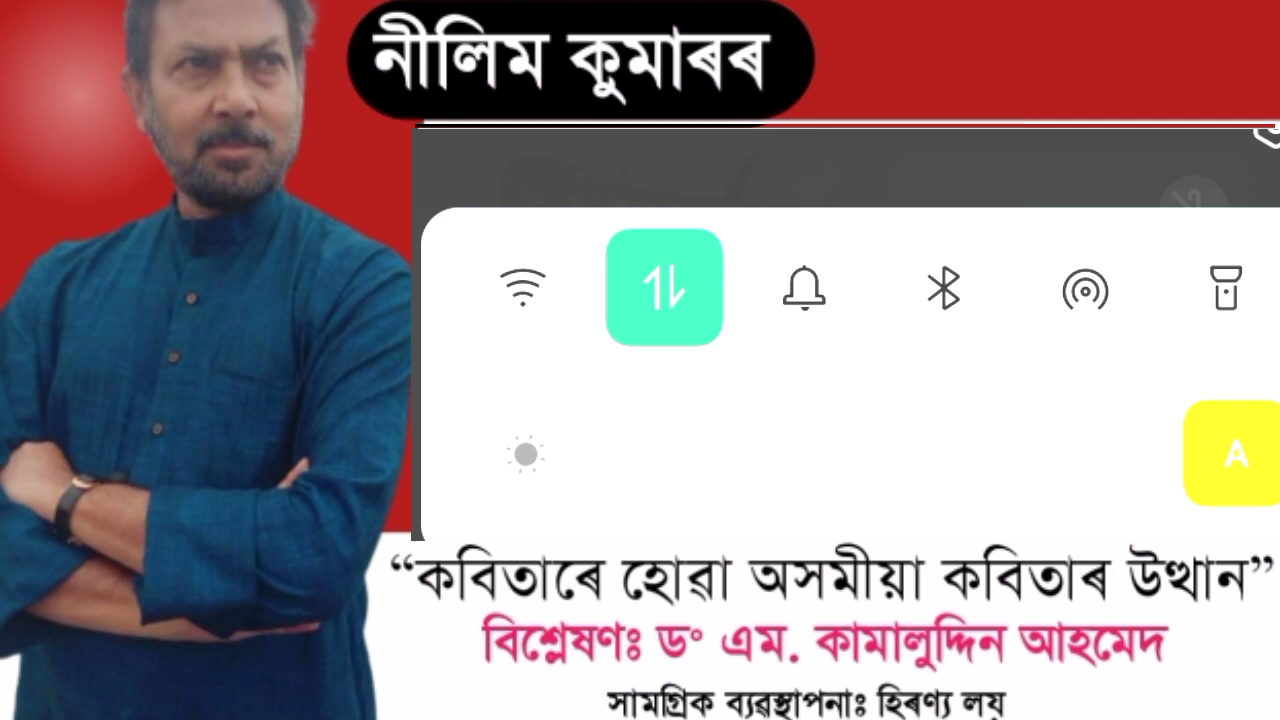 নীলিম কুমাৰৰ
A
“কবিতাৰে হোৱা অসমীয়া কবিতাৰ উত্থান”
বিশ্লেষণঃ ড° এম. কামালুদ্দিন আহমেদ
সামগ্ৰিক ব্যৱস্থাপনাঃ হিৰণ্য লয়